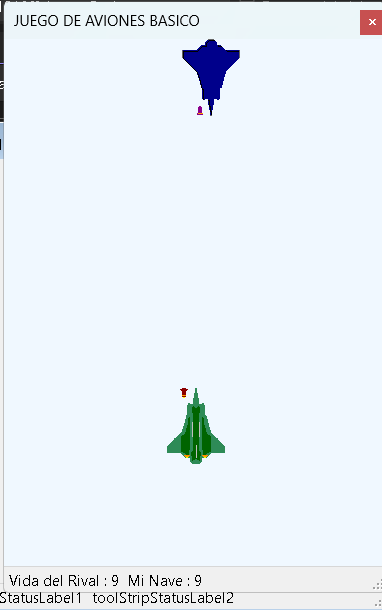 JUEGO DE AVIONES BASICO
Vida del Rival : 9 Mi Nave : 9
StatusLabel1 toolStripStatusLabel2